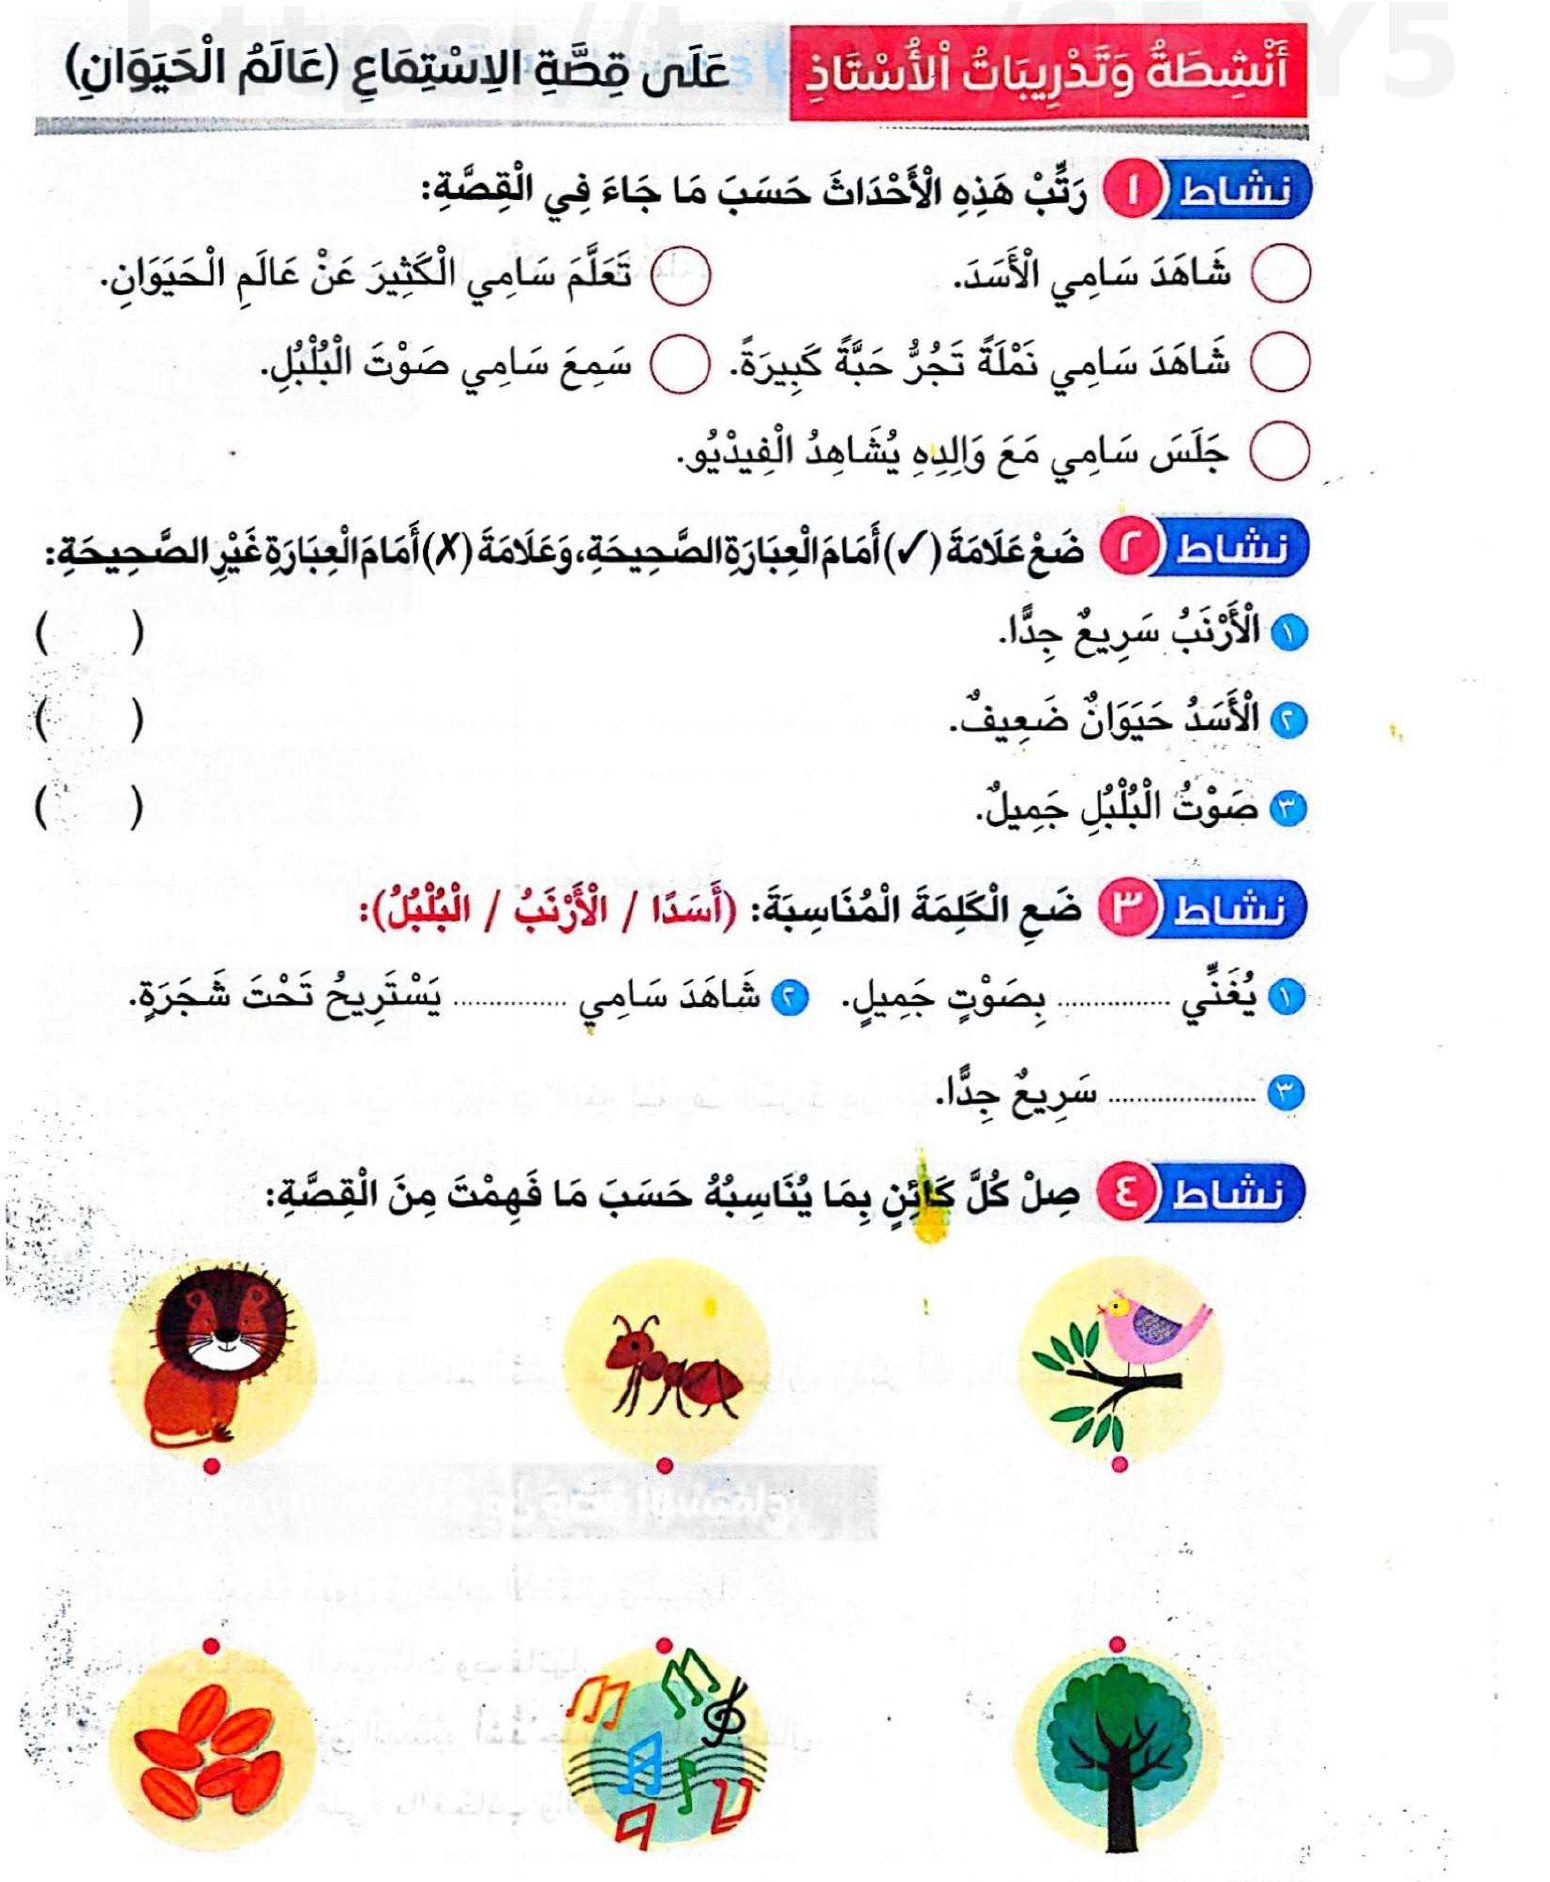 أَنْشِطَةٌ وَتَدْرِيبَاتُ الْأُسْتَاذِ عَلَى قِصَّةِ الِاسْتِمَاعِ (عَالَمُ الْحَيَوَانِ)
نشاط ١ رَتِّبْ هَذِهِ الْأَحْدَاثَ حَسَبَ مَا جَاءَ فِي الْقِصَّةِ:
شَاهَدَ سَامِي الْأَسَدَ. تَعَلَّمَ سَامِي الْكَثِيرَ عَنْ عَالَمِ الْحَيَوَانِ.
شَاهَدَ سَامِي نَمْلَةً تَجُرُّ حَبَّةً كَبِيرَةً. سَمِعَ سَامِي صَوْتَ الْبُلْبُلِ.
جَلَسَ سَامِي مَعَ وَالِدِهِ يُشَاهِدُ الْفِيدْيُو.
نشاط ٢ ضَعْ عَلَامَةَ (✓) أَمَامَ الْعِبَارَةِ الصَّحِيحَةِ، وَعَلَامَةَ (✗) أَمَامَ الْعِبَارَةِ غَيْرِ الصَّحِيحَةِ:
١ الْأَرْنَبُ سَرِيعٌ جِدًّا. ( )
٢ الْأَسَدُ حَيَوَانٌ ضَعِيفٌ. ( )
٣ صَوْتُ الْبُلْبُلِ جَمِيلٌ. ( )
نشاط ٣ ضَعِ الْكَلِمَةَ الْمُنَاسِبَةَ: (أَسَدًا / الْأَرْنَبُ / الْبُلْبُلُ):
١ يُغَنِّي ................ بِصَوْتٍ جَمِيلٍ. ٢ شَاهَدَ سَامِي ................ يَسْتَرِيحُ تَحْتَ شَجَرَةٍ.
٣ ..................... سَرِيعٌ جِدًّا.
نشاط ٤ صِلْ كُلَّ كَائِنٍ بِمَا يُنَاسِبُهُ حَسَبَ مَا فَهِمْتَ مِنَ الْقِصَّةِ: